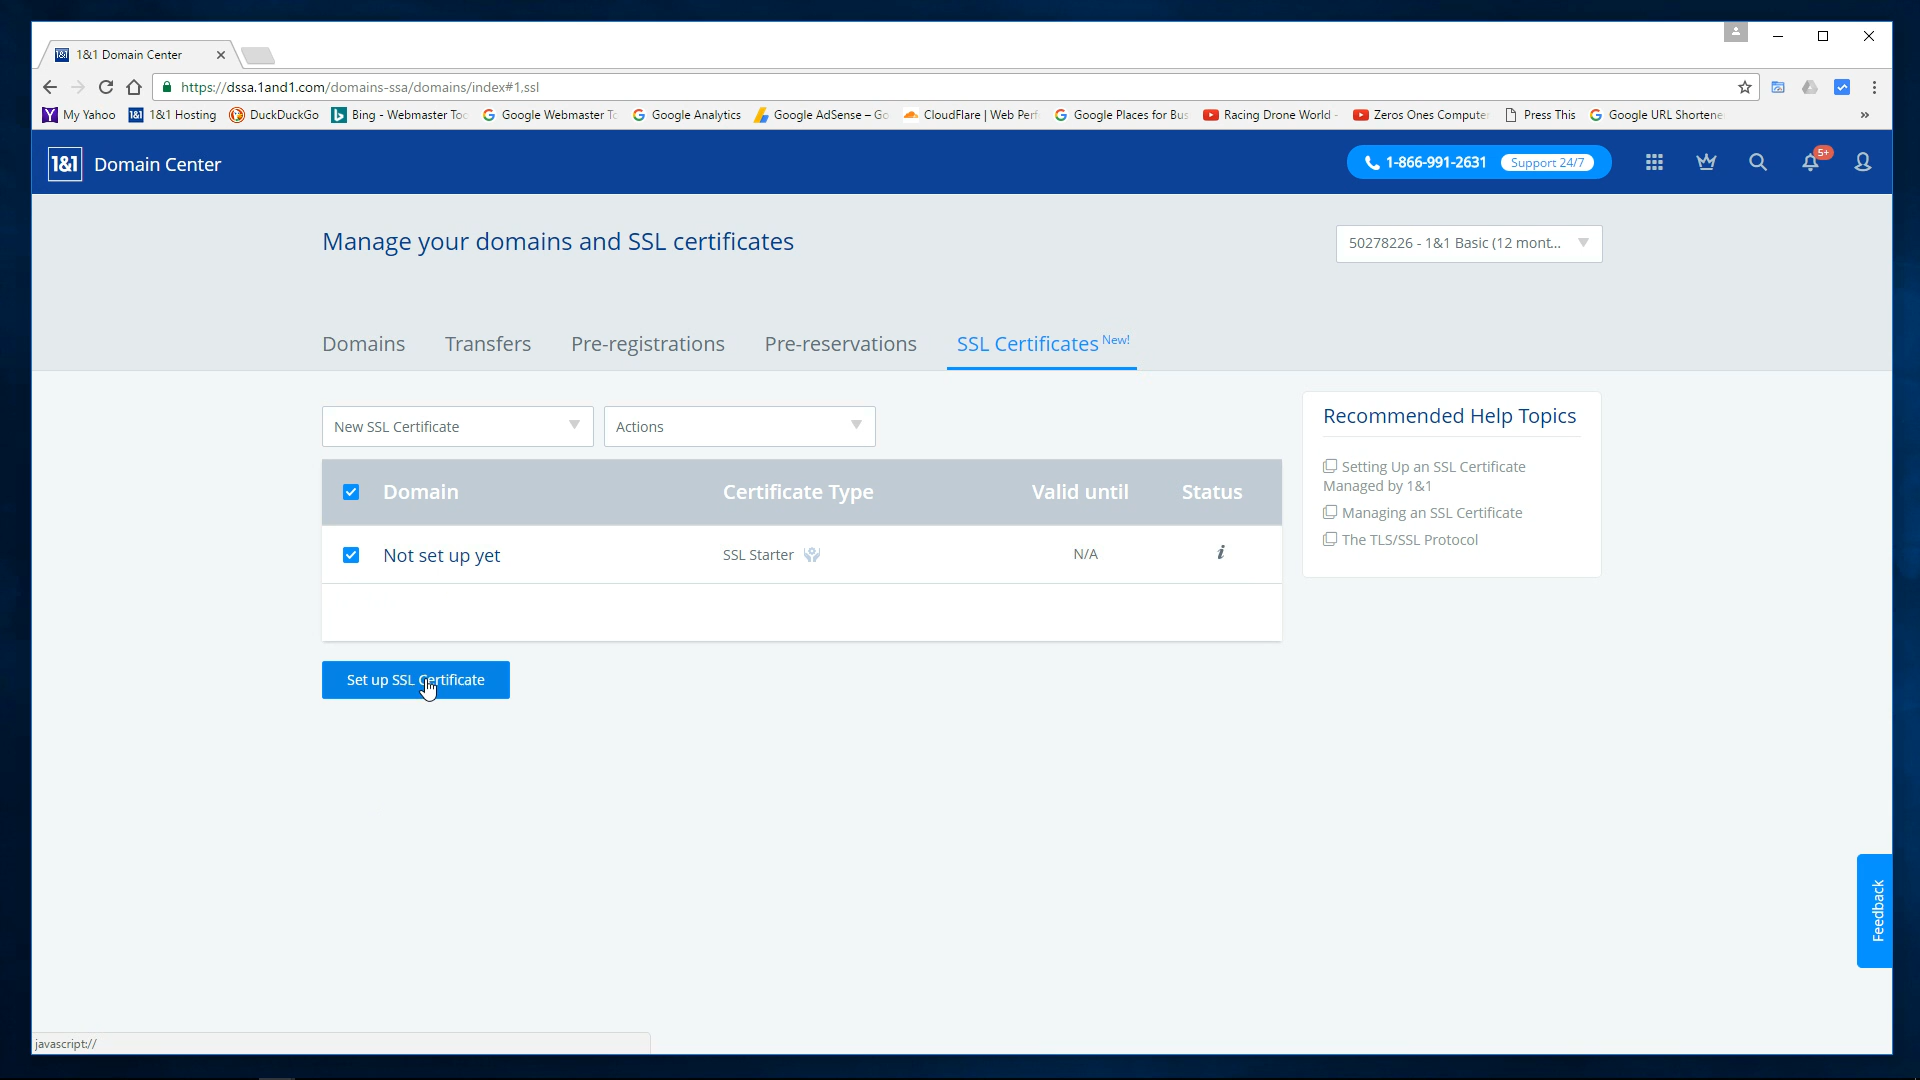 1&1 Domain Center
https://dssa.1and1.com/domains-ssa/domains/index#1,ssl
My Yahoo 1&1 Hosting DuckDuckGo Bing - Webmaster Too Google Webmaster Google Analytics Google AdSense – Go CloudFlare | Web Perf Google Places for Bus Racing Drone World - Zeros Ones Computer Press This Google URL Shortene »
1&1 Domain Center 1-866-991-2631 Support 24/7 5+
Manage your domains and SSL certificates
50278226 - 1&1 Basic (12 mont...
Domains Transfers Pre-registrations Pre-reservations SSL Certificates New!
New SSL Certificate Actions
Domain Certificate Type Valid until Status
Not set up yet SSL Starter N/A i
Set up SSL Certificate
Recommended Help Topics
Setting Up an SSL Certificate
Managed by 1&1
Managing an SSL Certificate
The TLS/SSL Protocol
Feedback
javascript://